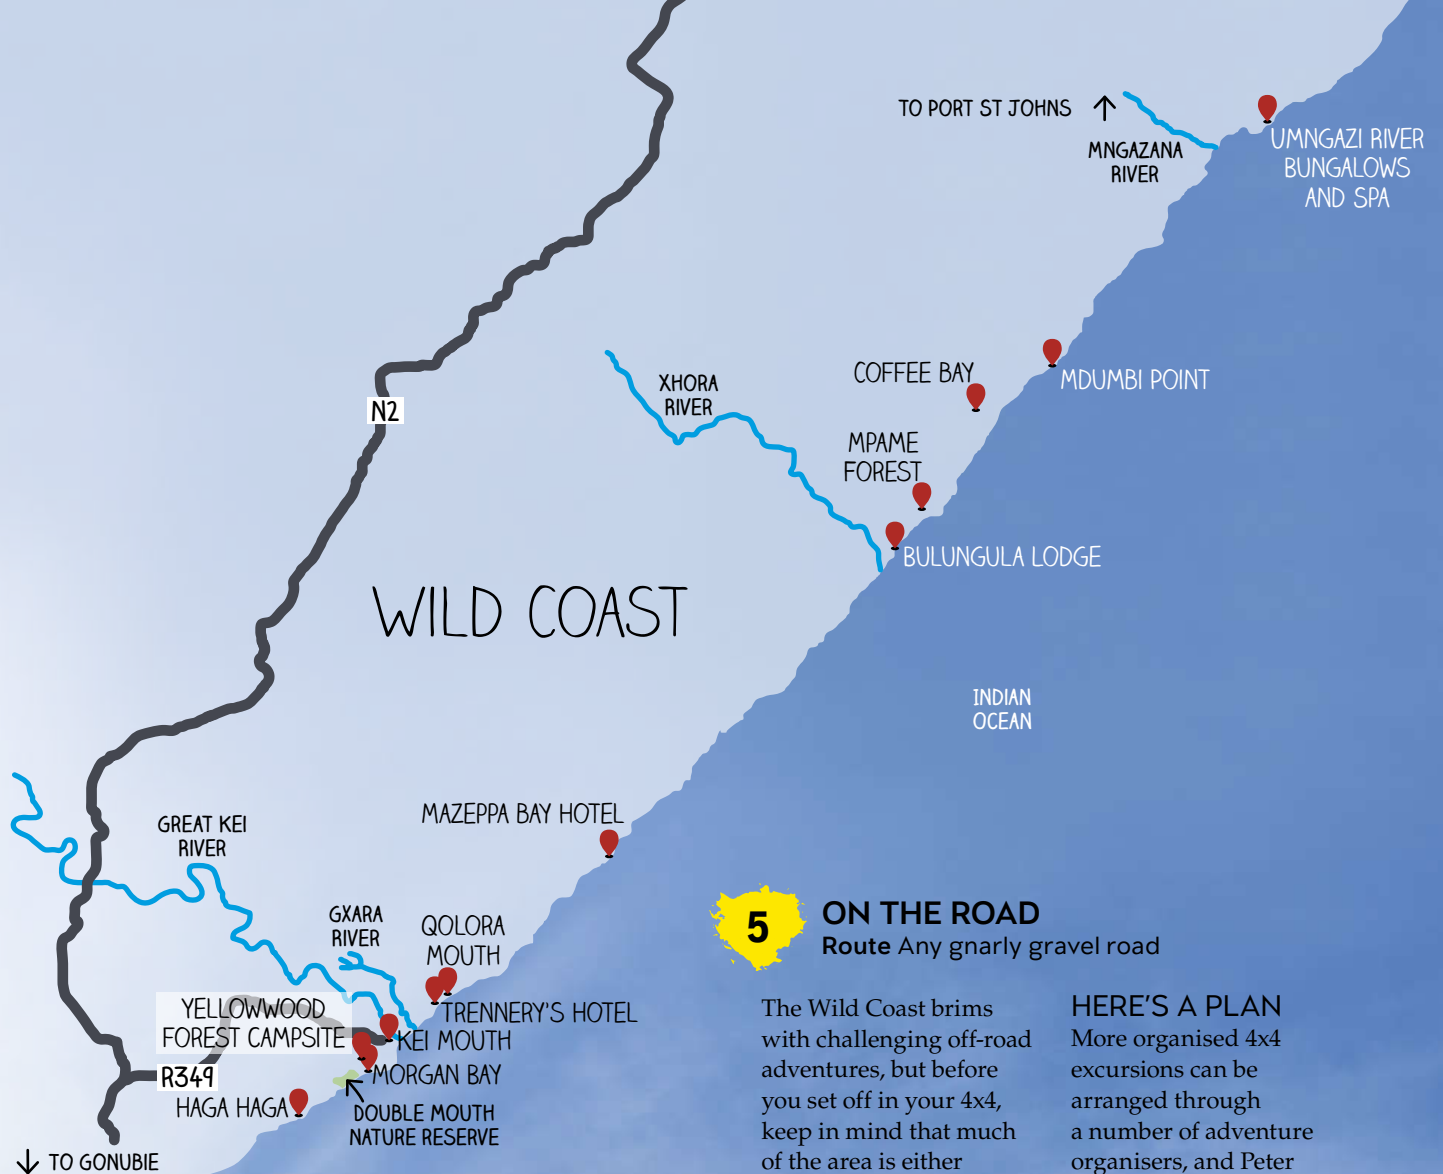 TO PORT ST JOHNS
MNGAZANA
RIVER
UMNGAZI RIVER
BUNGALOWS
AND SPA
XHORA
RIVER
COFFEE BAY
MDUMBI POINT
N2
MPAME
FOREST
BULUNGULA LODGE
WILD COAST
INDIAN
OCEAN
MAZEPPA BAY HOTEL
GREAT KEI
RIVER
GXARA
RIVER
QOLORA
MOUTH
TRENNERY'S HOTEL
YELLOWWOOD
FOREST CAMPSITE
KEI MOUTH
R349
MORGAN BAY
HAGA HAGA
DOUBLE MOUTH
NATURE RESERVE
TO GONUBIE
5
ON THE ROAD
Route Any gnarly gravel road
The Wild Coast brims
with challenging off-road
adventures, but before
you set off in your 4x4,
keep in mind that much
of the area is either
HERE'S A PLAN
More organised 4x4
excursions can be
arranged through
a number of adventure
organisers, and Peter